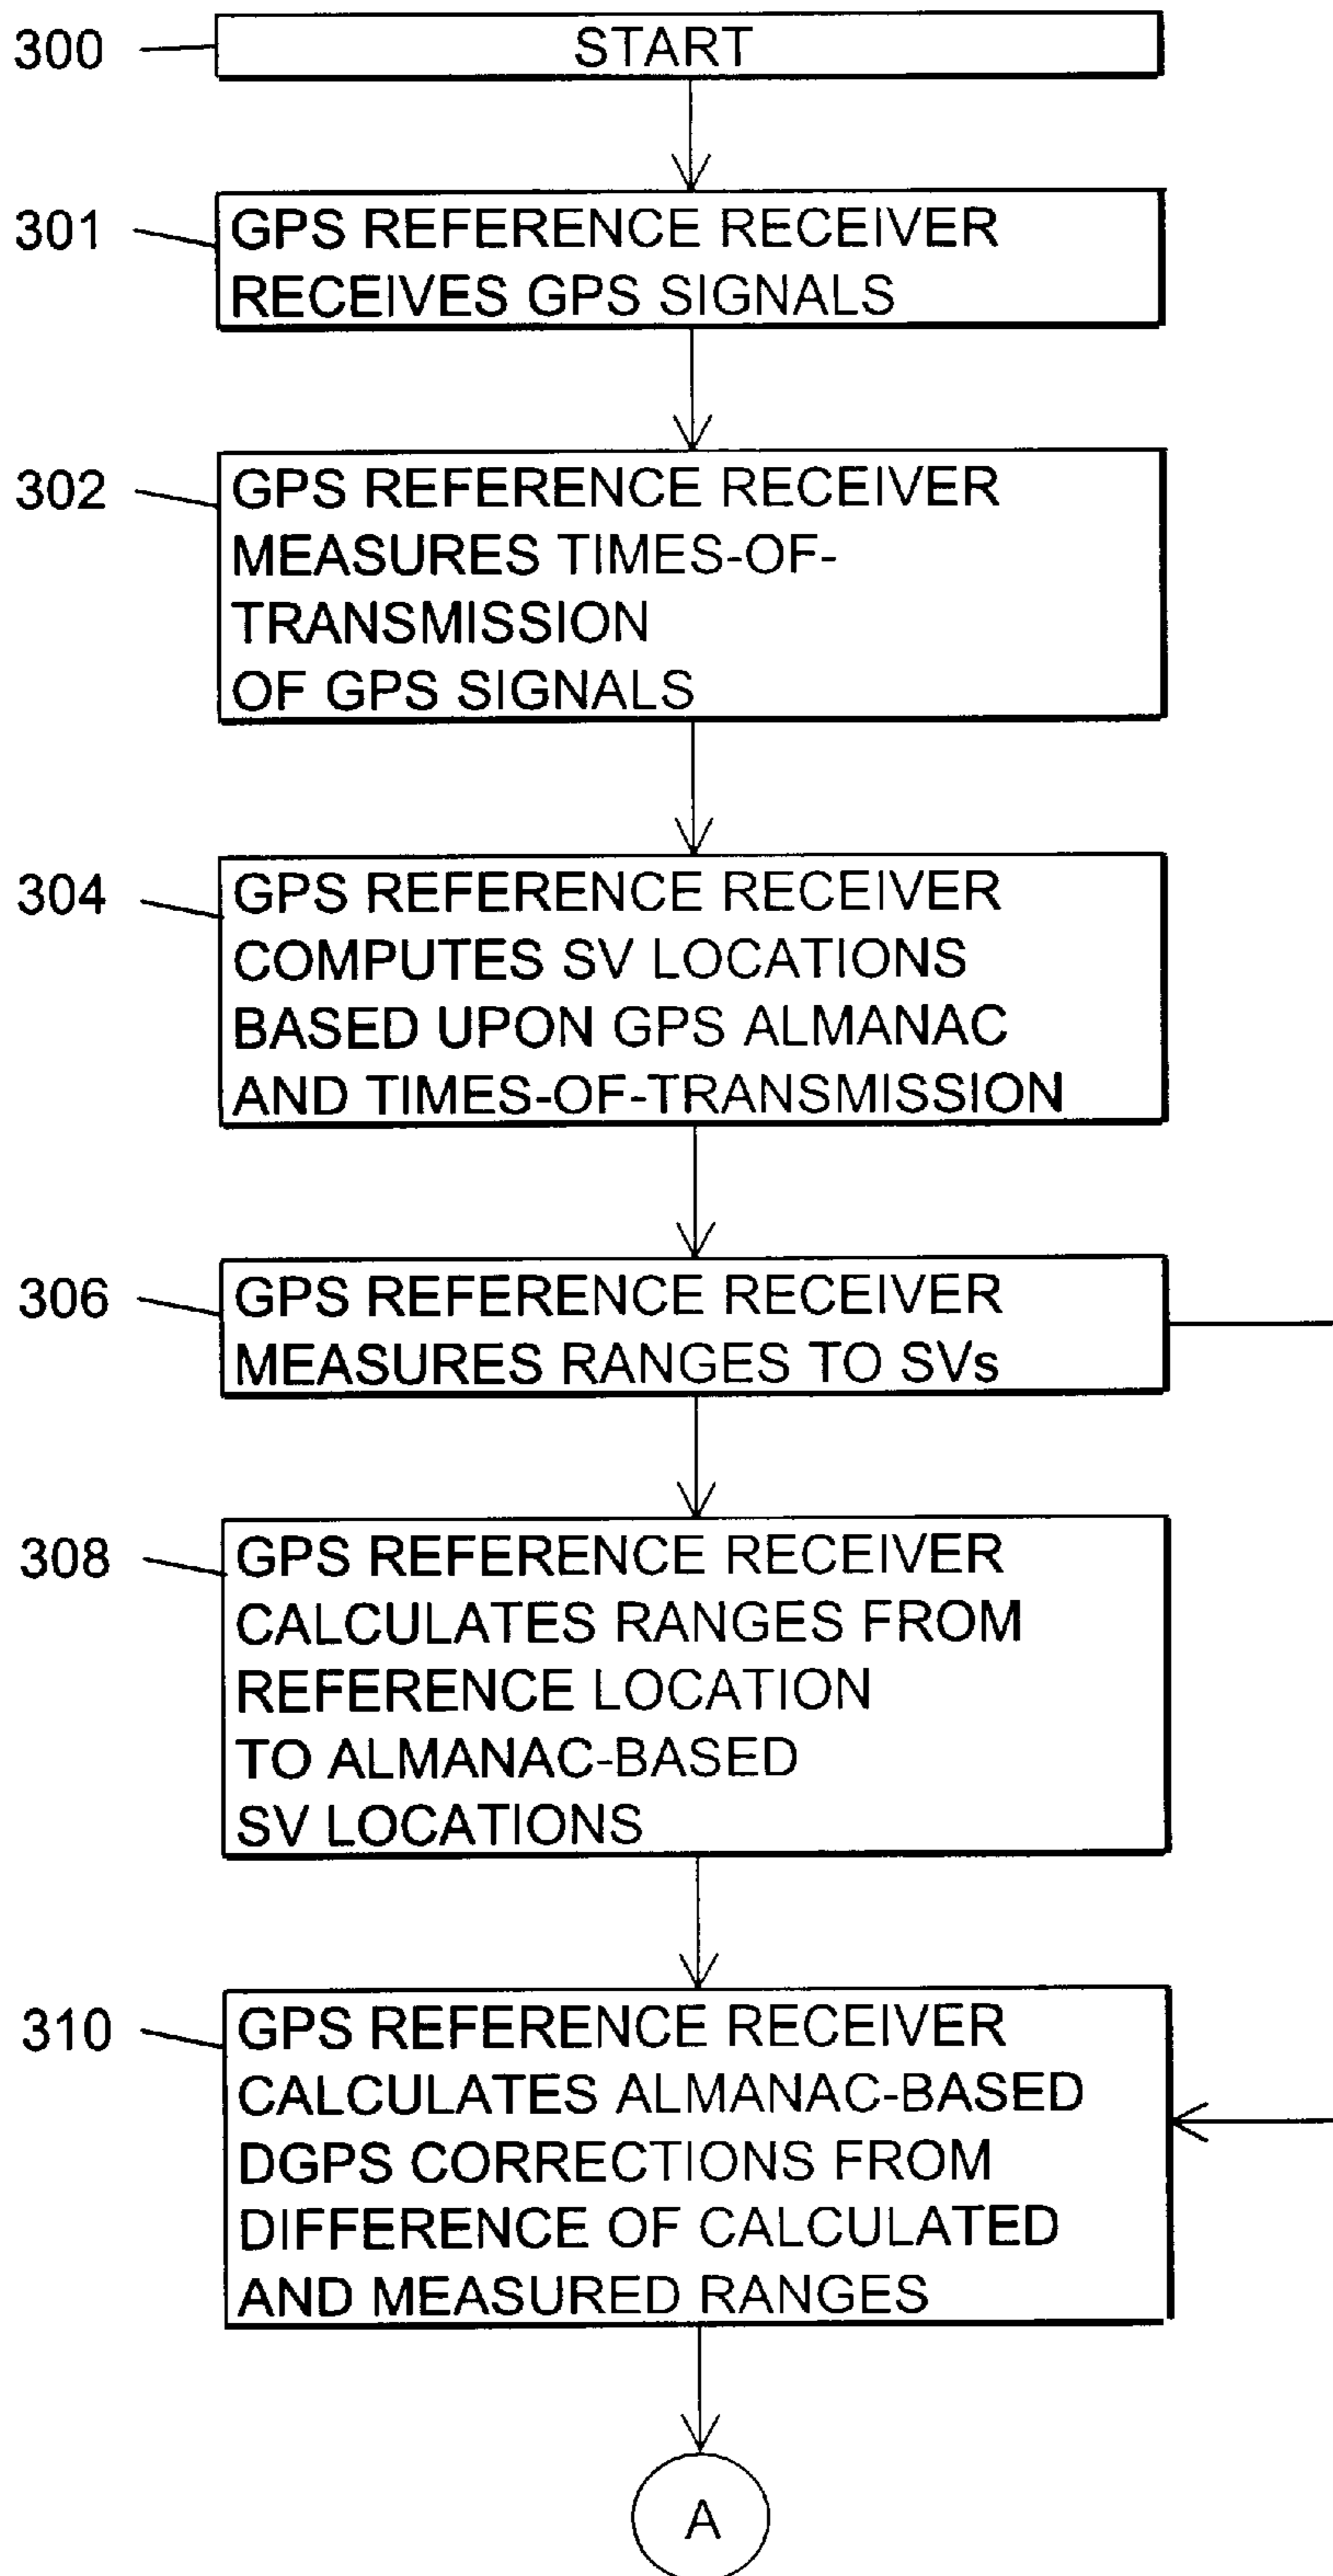 300
START
301
GPS REFERENCE RECEIVER
RECEIVES GPS SIGNALS
302
GPS REFERENCE RECEIVER
MEASURES TIMES-OF-
TRANSMISSION
OF GPS SIGNALS
304
GPS REFERENCE RECEIVER
COMPUTES SV LOCATIONS
BASED UPON GPS ALMANAC
AND TIMES-OF-TRANSMISSION
306
GPS REFERENCE RECEIVER
MEASURES RANGES TO SVs
308
GPS REFERENCE RECEIVER
CALCULATES RANGES FROM
REFERENCE LOCATION
TO ALMANAC-BASED
SV LOCATIONS
310
GPS REFERENCE RECEIVER
CALCULATES ALMANAC-BASED
DGPS CORRECTIONS FROM
DIFFERENCE OF CALCULATED
AND MEASURED RANGES
A